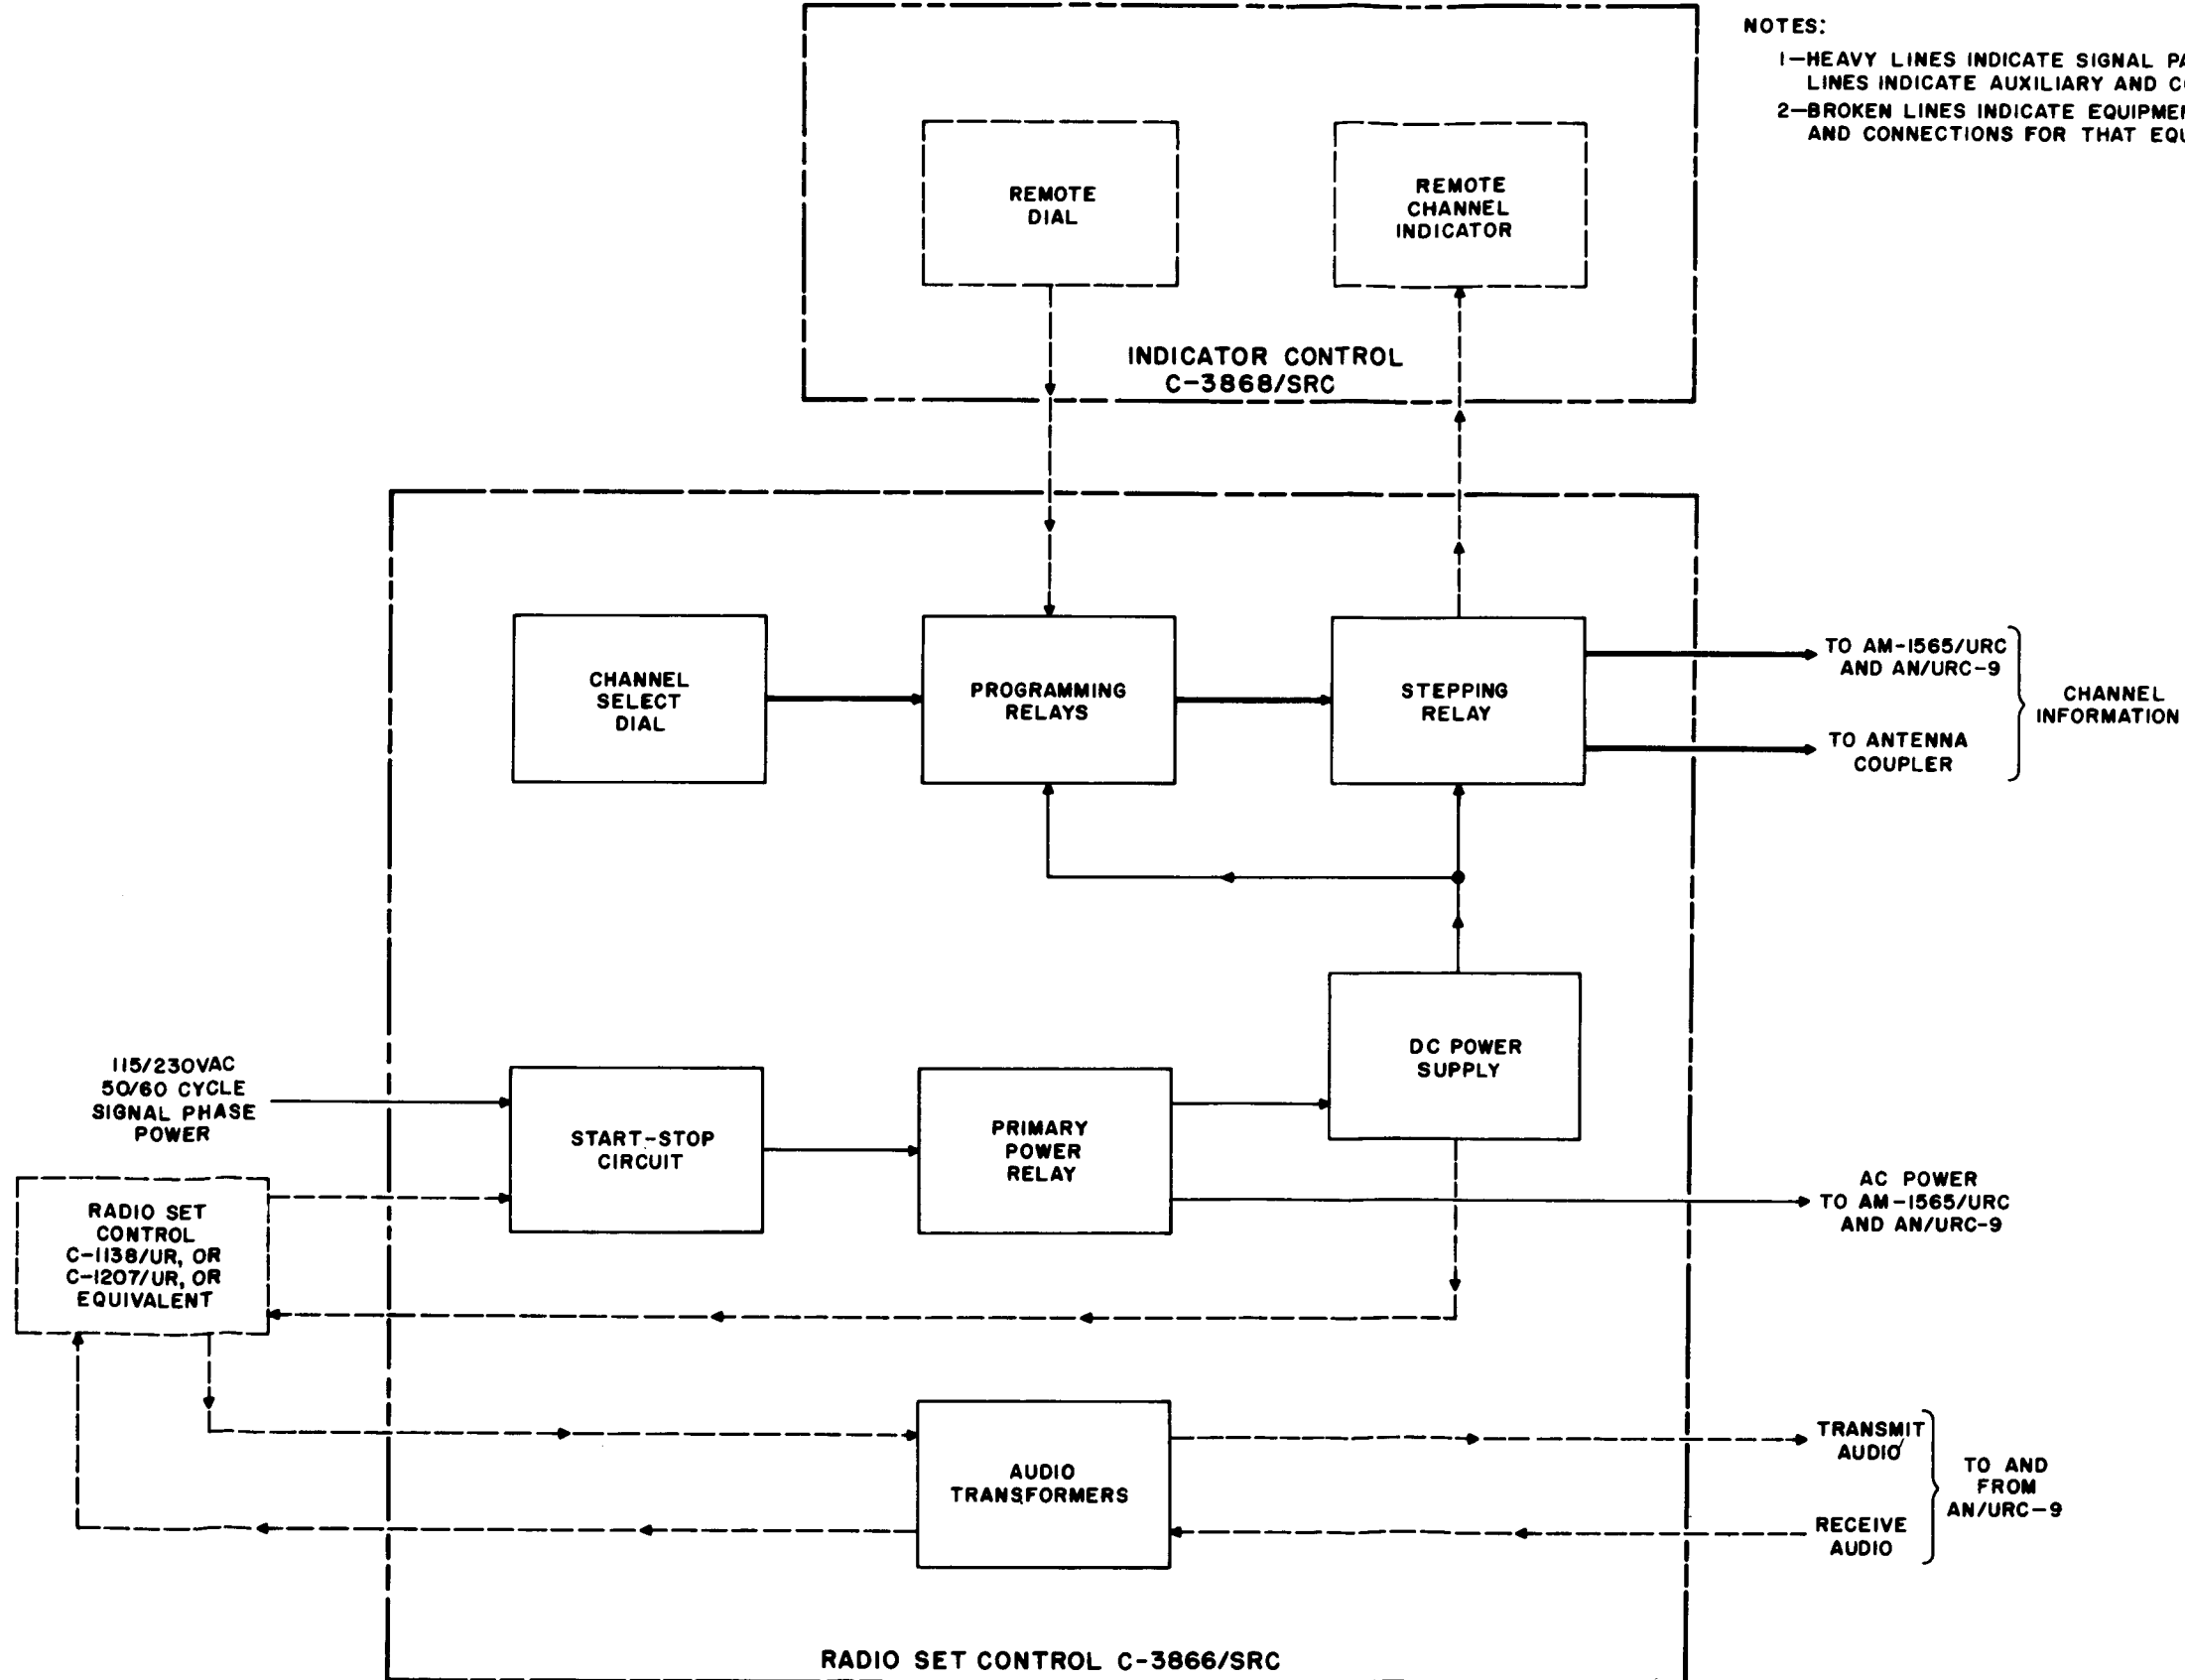 NOTES:
1—HEAVY LINES INDICATE SIGNAL
LINES INDICATE AUXILIARY AND
2—BROKEN LINES INDICATE
AND CONNECTIONS FOR THAT
REMOTE
DIAL
REMOTE
CHANNEL
INDICATOR
INDICATOR CONTROL
C-3868/SRC
CHANNEL
SELECT
DIAL
PROGRAMMING
RELAYS
STEPPING
RELAY
TO AM-1565/URC
AND AN/URC-9
TO ANTENNA
COUPLER
CHANNEL
INFORMATION
DC POWER
SUPPLY
115/230VAC
50/60 CYCLE
SIGNAL PHASE
POWER
START-STOP
CIRCUIT
PRIMARY
POWER
RELAY
AC POWER
TO AM-1565/URC
AND AN/URC-9
RADIO SET
CONTROL
C-1138/UR, OR
C-1207/UR, OR
EQUIVALENT
AUDIO
TRANSFORMERS
TRANSMIT
AUDIO
RECEIVE
AUDIO
TO AND
FROM
AN/URC-9
RADIO SET CONTROL C-3866/SRC